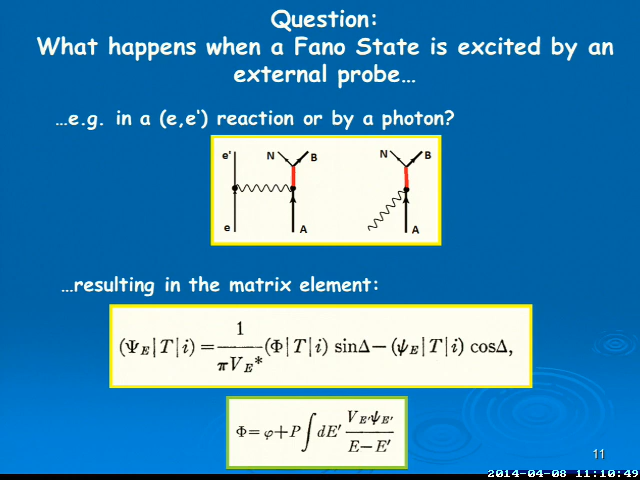 Question:
What happens when a Fano State is excited by an
external probe…
…e.g. in a (e,e‘) reaction or by a photon?
e' N B N B
e A A
…resulting in the matrix element:
(Ψ_E|T|i) = 1/(πV_E*) (Φ|T|i) sinΔ − (ψ_E|T|i) cosΔ,
Φ = φ + P ∫ dE′ V_E′ψ_E′/(E−E′)
11
2014-04-08 11:10:49